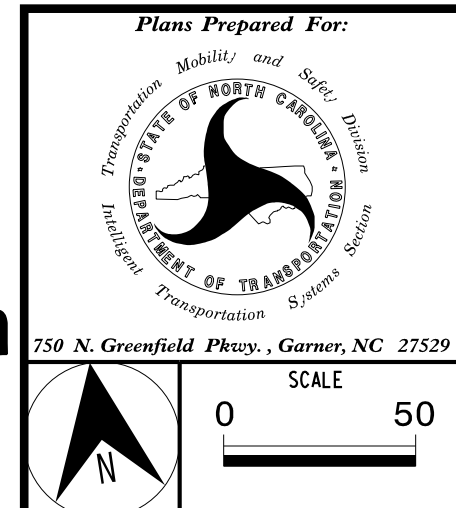 Plans Prepared For:
Transportation Mobility and Safety Division
STATE OF NORTH CAROLINA
DEPARTMENT OF TRANSPORTATION
Intelligent Transportation Systems Section
750 N. Greenfield Pkwy. , Garner, NC 27529
N
SCALE
0 50